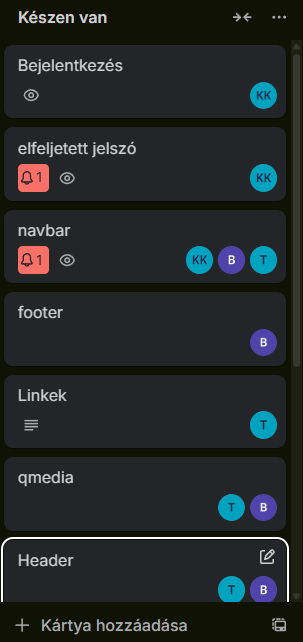 Készen van
Bejelentkezés
KK
elfeljetett jelszó
1
KK
navbar
1
KK B T
footer
B
Linkek
T
qmedia
T B
Header
T B
Kártya hozzáadása